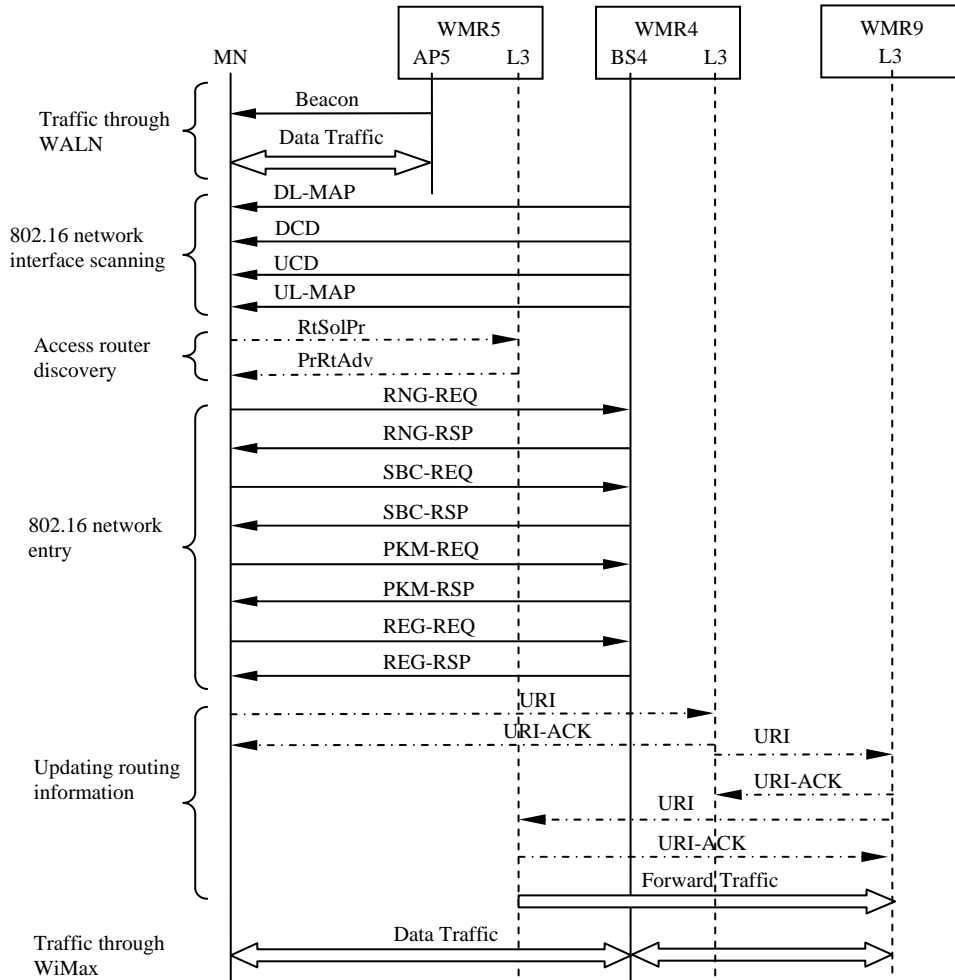 WMR5
WMR4
WMR9
MN
AP5
L3
BS4
L3
L3
Traffic through
WALN
Beacon
Data Traffic
802.16 network
interface scanning
DL-MAP
DCD
UCD
UL-MAP
Access router
discovery
RtSolPr
PrRtAdv
802.16 network
entry
RNG-REQ
RNG-RSP
SBC-REQ
SBC-RSP
PKM-REQ
PKM-RSP
REG-REQ
REG-RSP
Updating routing
information
URI
URI-ACK
URI
URI-ACK
URI
URI-ACK
Forward Traffic
Traffic through
WiMax
Data Traffic